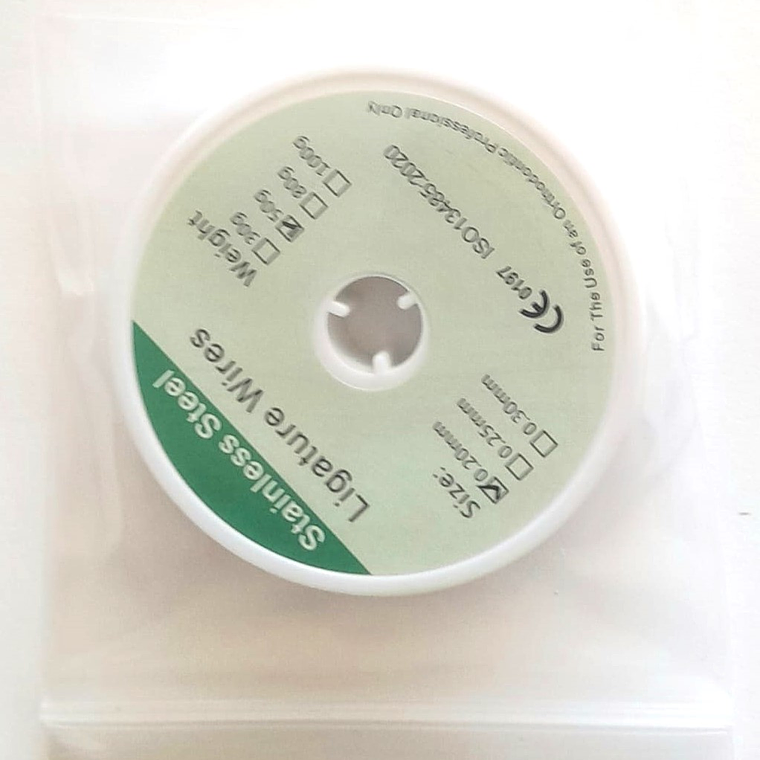 Stainless Steel
Ligature Wires
Size:
☑ 0.20mm
☐ 0.25mm
☐ 0.30mm
Weight
☐ 30g
☑ 50g
☐ 80g
☐ 100g
CE 0197 ISO13485-2020
For The Use of an Orthodontic Professional Only